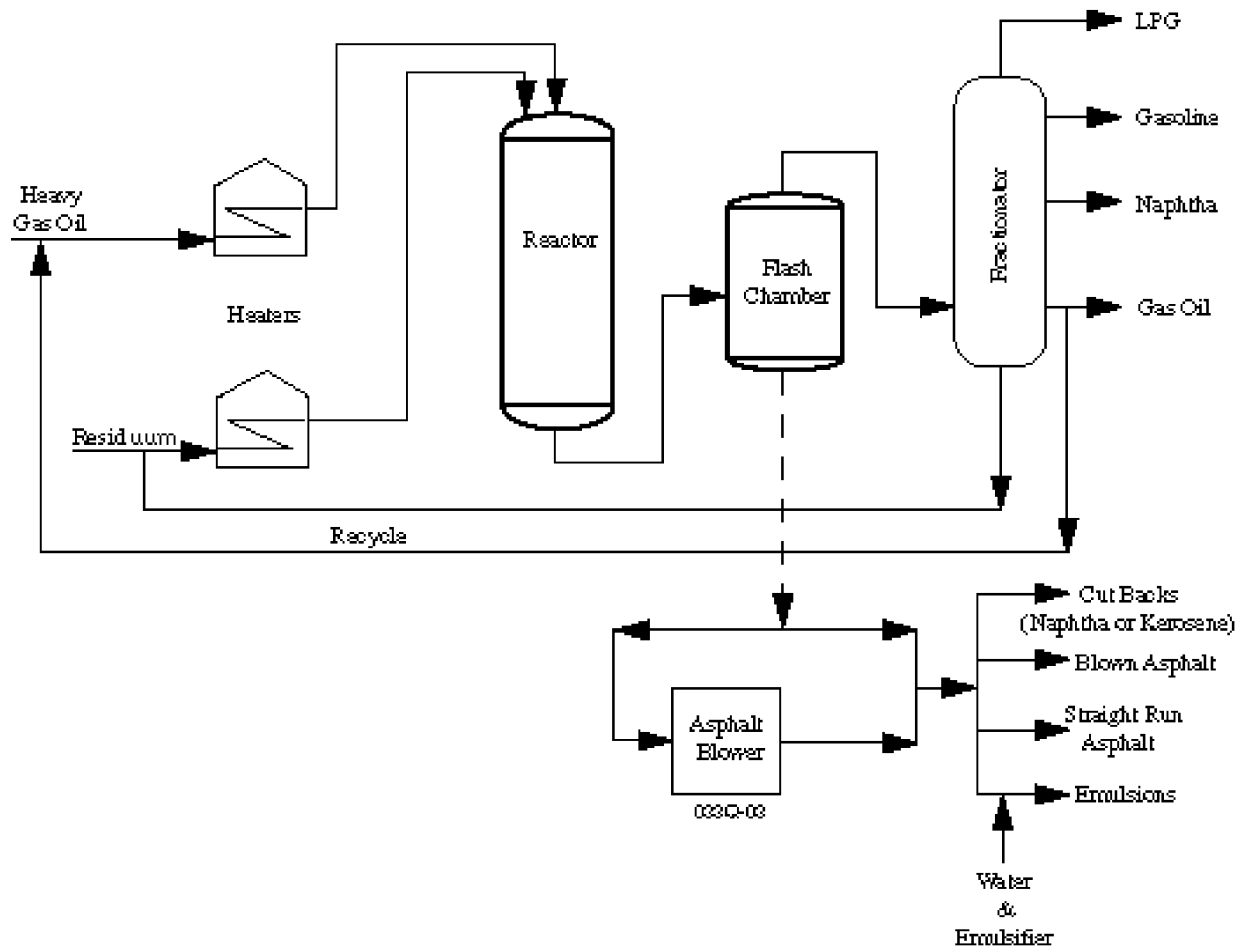 LPG
Gasoline
Naphtha
Gas Oil
Heavy
Gas Oil
Heaters
Residuum
Reactor
Flash
Chamber
Fractionator
Recycle
Cut Backs
(Naphtha or Kerosene)
Blown Asphalt
Straight Run
Asphalt
Emulsions
Asphalt
Blower
Water
&
Emulsifier